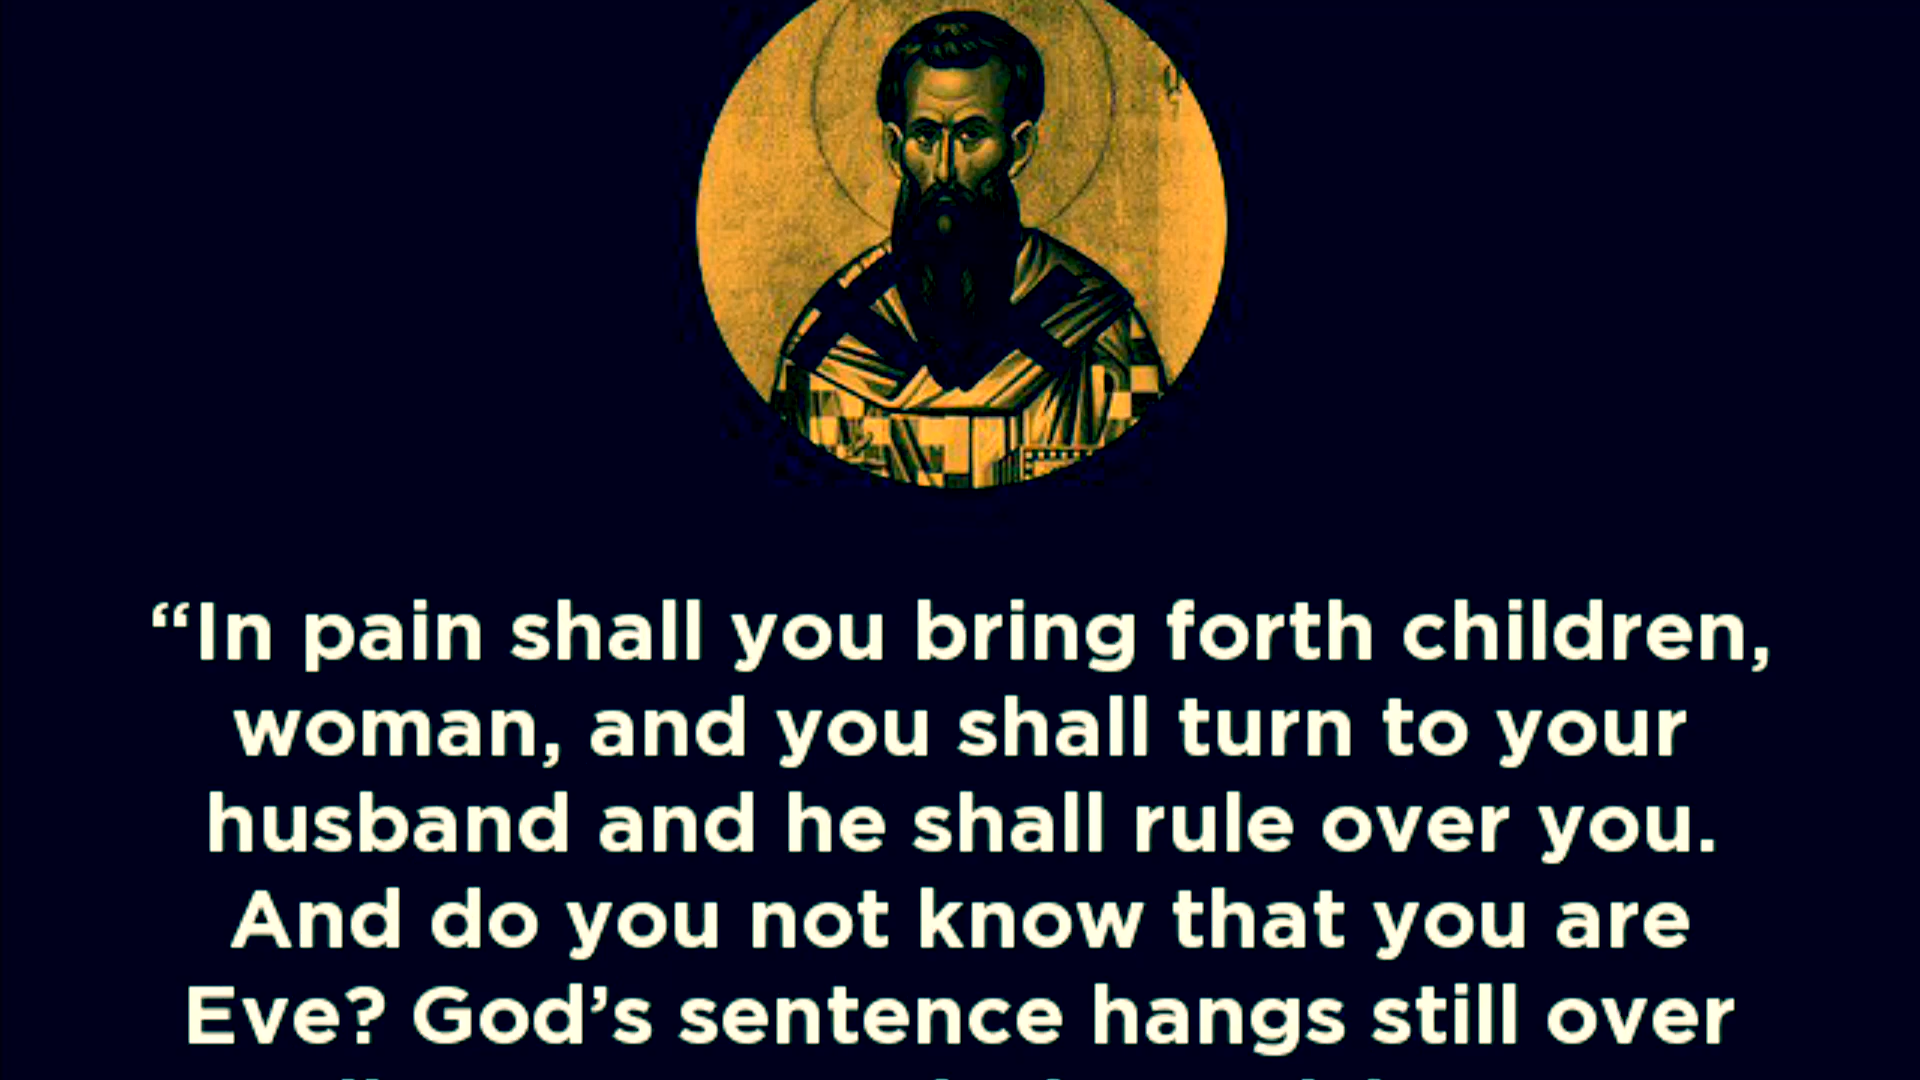 “In pain shall you bring forth children,
woman, and you shall turn to your
husband and he shall rule over you.
And do you not know that you are
Eve? God’s sentence hangs still over